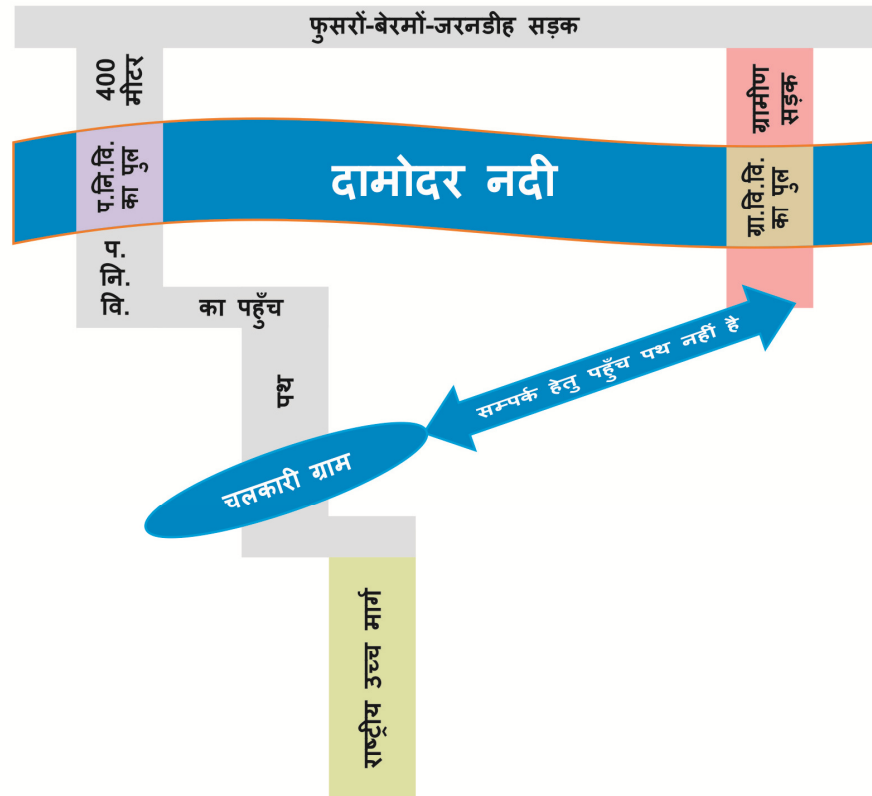 फुसरों-बेरमों-जरनडीह सड़क
400
मीटर
ग्रामीण
सड़क
प.नि.वि.
का पुल
दामोदर नदी
ग्रा.वि.वि.
का पुल
प.
नि.
वि.
का पहुँच
पथ
सम्पर्क हेतु पहुँच पथ नहीं है
चलकारी ग्राम
राष्ट्रीय उच्च मार्ग